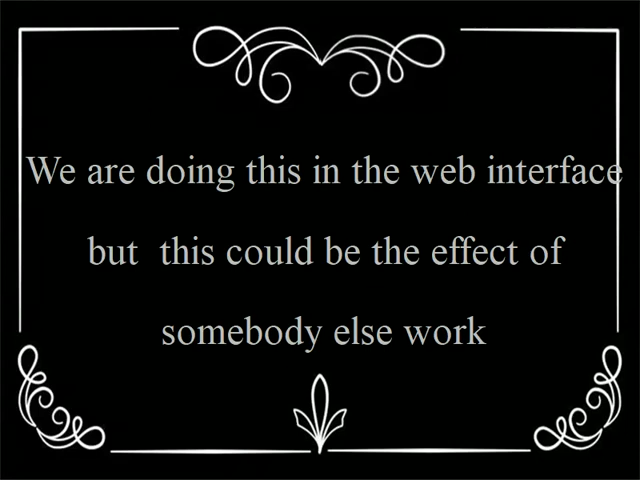 We are doing this in the web interface
but  this could be the effect of
somebody else work